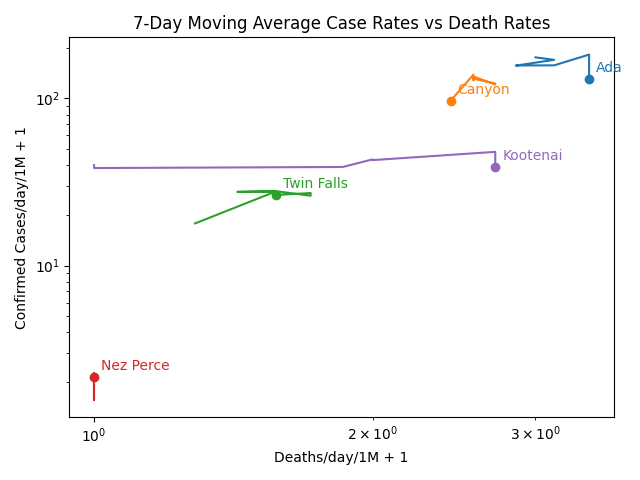 7-Day Moving Average Case Rates vs Death Rates
Ada
Canyon
Kootenai
Twin Falls
Nez Perce
10²
10¹
Confirmed Cases/day/1M + 1
10⁰
2 × 10⁰
3 × 10⁰
Deaths/day/1M + 1